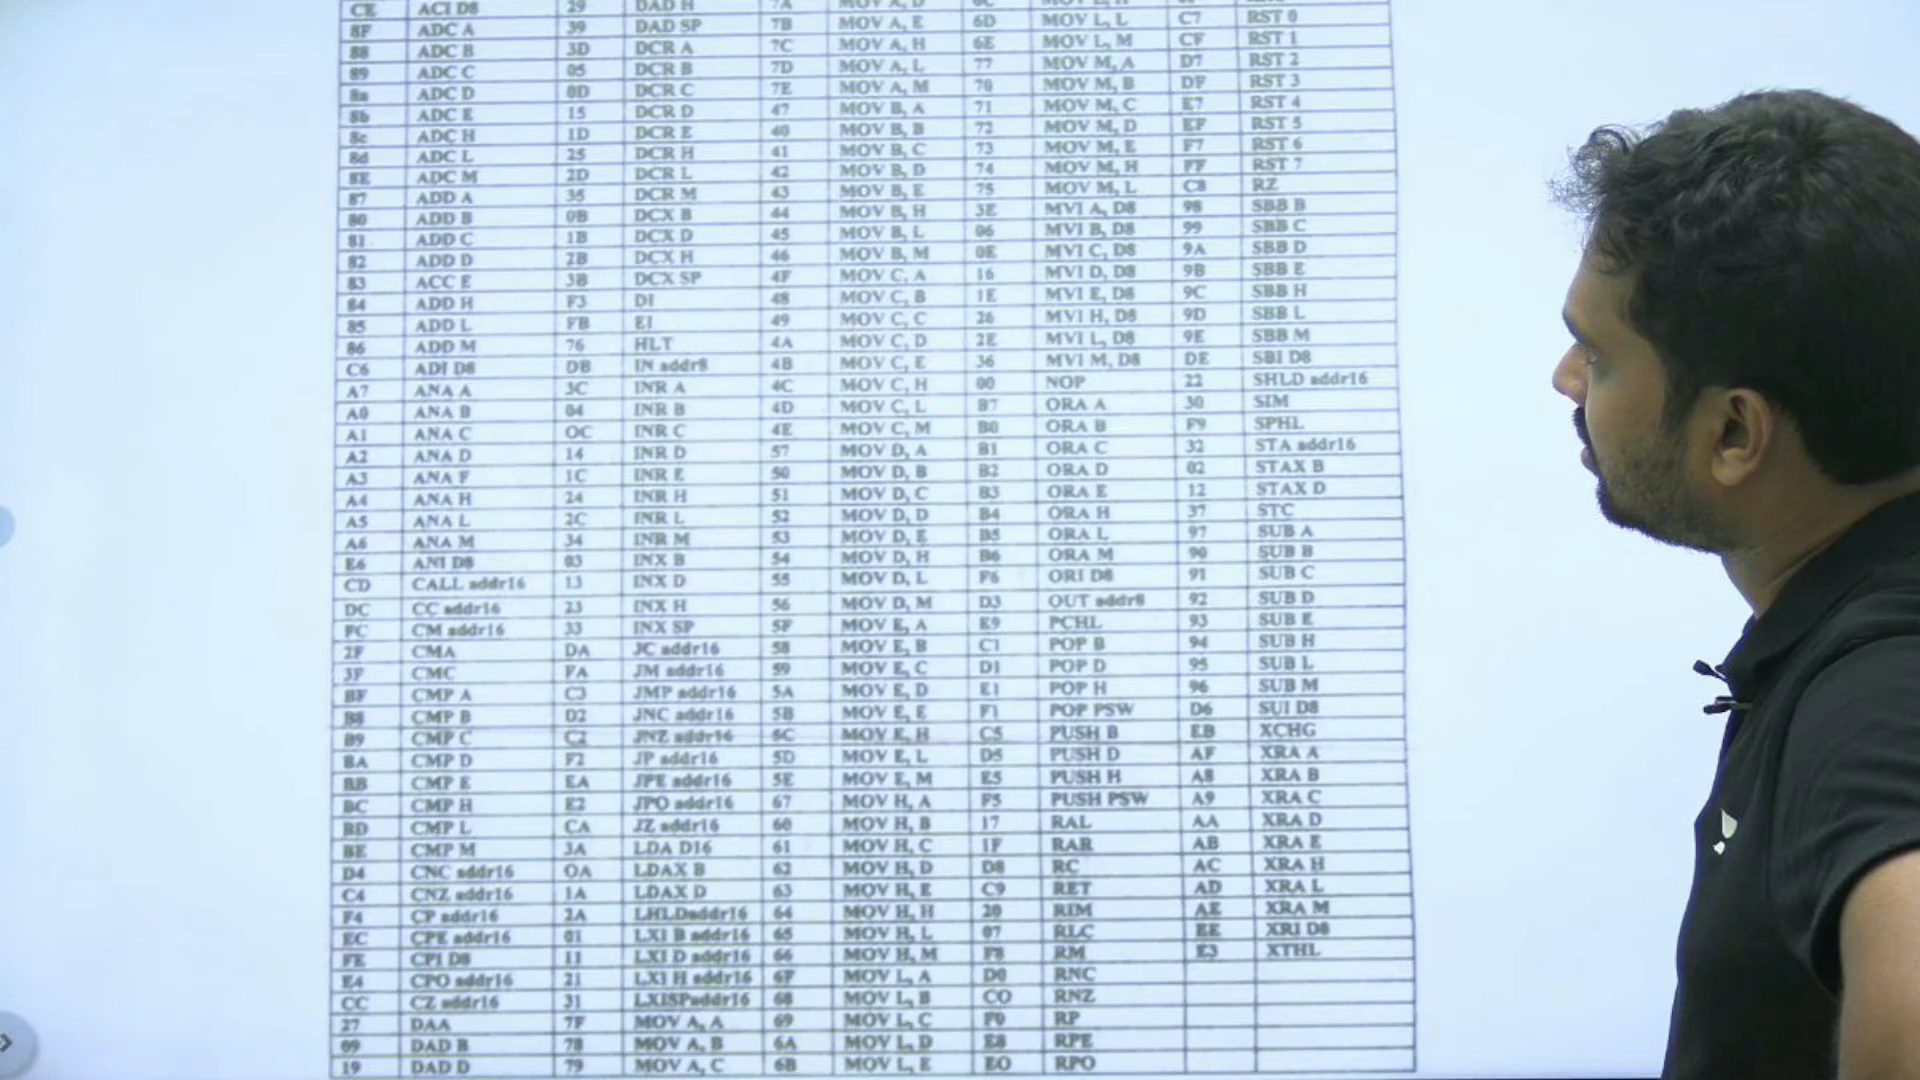 CE ACI D8 29 DAD H 7A MOV A, D 6C
8F ADC A 39 DAD SP 7B MOV A, E 6D MOV L, L C7 RST 0
88 ADC B 3D DCR A 7C MOV A, H 6E MOV L, M CF RST 1
89 ADC C 05 DCR B 7D MOV A, L 77 MOV M, A D7 RST 2
8a ADC D 0D DCR C 7E MOV A, M 70 MOV M, B DF RST 3
8b ADC E 15 DCR D 47 MOV B, A 71 MOV M, C E7 RST 4
8c ADC H 1D DCR E 40 MOV B, B 72 MOV M, D EF RST 5
8d ADC L 25 DCR H 41 MOV B, C 73 MOV M, E F7 RST 6
8E ADC M 2D DCR L 42 MOV B, D 74 MOV M, H FF RST 7
87 ADD A 35 DCR M 43 MOV B, E 75 MOV M, L C8 RZ
80 ADD B 0B DCX B 44 MOV B, H 3E MVI A, D8 98 SBB B
81 ADD C 1B DCX D 45 MOV B, L 06 MVI B, D8 99 SBB C
82 ADD D 2B DCX H 46 MOV B, M 0E MVI C, D8 9A SBB D
83 ACC E 3B DCX SP 4F MOV C, A 16 MVI D, D8 9B SBB E
84 ADD H F3 DI 48 MOV C, B 1E MVI E, D8 9C SBB H
85 ADD L FB EI 49 MOV C, C 26 MVI H, D8 9D SBB L
86 ADD M 76 HLT 4A MOV C, D 2E MVI L, D8 9E SBB M
C6 ADI D8 DB IN addr8 4B MOV C, E 36 MVI M, D8 DE SBI D8
A7 ANA A 3C INR A 4C MOV C, H 00 NOP 22 SHLD addr16
A0 ANA B 04 INR B 4D MOV C, L B7 ORA A 30 SIM
A1 ANA C OC INR C 4E MOV C, M B0 ORA B F9 SPHL
A2 ANA D 14 INR D 57 MOV D, A B1 ORA C 32 STA addr16
A3 ANA F 1C INR E 50 MOV D, B B2 ORA D 02 STAX B
A4 ANA H 24 INR H 51 MOV D, C B3 ORA E 12 STAX D
A5 ANA L 2C INR L 52 MOV D, D B4 ORA H 37 STC
A6 ANA M 34 INR M 53 MOV D, E B5 ORA L 97 SUB A
E6 ANI D8 03 INX B 54 MOV D, H B6 ORA M 90 SUB B
CD CALL addr16 13 INX D 55 MOV D, L F6 ORI D8 91 SUB C
DC CC addr16 23 INX H 56 MOV D, M D3 OUT addr8 92 SUB D
FC CM addr16 33 INX SP 5F MOV E, A E9 PCHL 93 SUB E
2F CMA DA JC addr16 58 MOV E, B C1 POP B 94 SUB H
3F CMC FA JM addr16 59 MOV E, C D1 POP D 95 SUB L
BF CMP A C3 JMP addr16 5A MOV E, D E1 POP H 96 SUB M
B8 CMP B D2 JNC addr16 5B MOV E, E F1 POP PSW D6 SUI D8
B9 CMP C C2 JNZ addr16 5C MOV E, H C5 PUSH B EB XCHG
BA CMP D F2 JP addr16 5D MOV E, L D5 PUSH D AF XRA A
BB CMP E EA JPE addr16 5E MOV E, M E5 PUSH H A8 XRA B
BC CMP H E2 JPO addr16 67 MOV H, A F5 PUSH PSW A9 XRA C
BD CMP L CA JZ addr16 60 MOV H, B 17 RAL AA XRA D
BE CMP M 3A LDA D16 61 MOV H, C 1F RAR AB XRA E
D4 CNC addr16 OA LDAX B 62 MOV H, D D8 RC AC XRA H
C4 CNZ addr16 1A LDAX D 63 MOV H, E C9 RET AD XRA L
F4 CP addr16 2A LHLDaddr16 64 MOV H, H 20 RIM AE XRA M
EC CPE addr16 01 LXI B addr16 65 MOV H, L 07 RLC EE XRI D8
FE CPI D8 11 LXI D addr16 66 MOV H, M F8 RM E3 XTHL
E4 CPO addr16 21 LXI H addr16 6F MOV L, A D0 RNC
CC CZ addr16 31 LXISPaddr16 68 MOV L, B CO RNZ
27 DAA 7F MOV A, A 69 MOV L, C F0 RP
09 DAD B 78 MOV A, B 6A MOV L, D E8 RPE
19 DAD D 79 MOV A, C 6B MOV L, E EO RPO